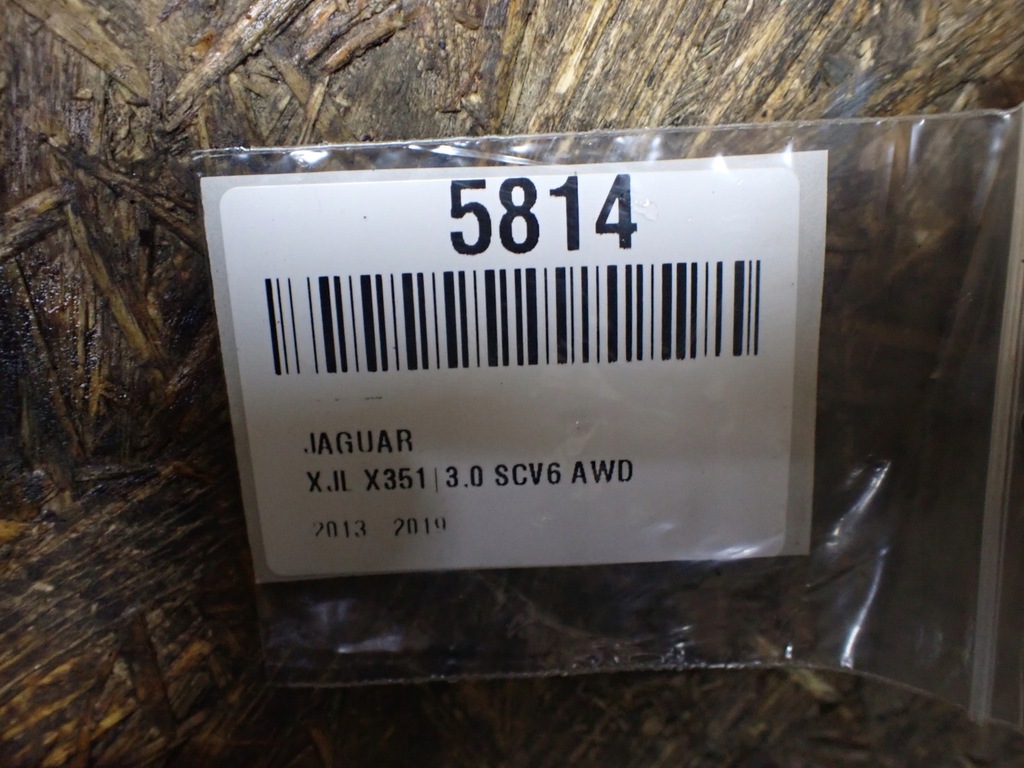 5814
JAGUAR
XJL X351|3.0 SCV6 AWD
2013 2019